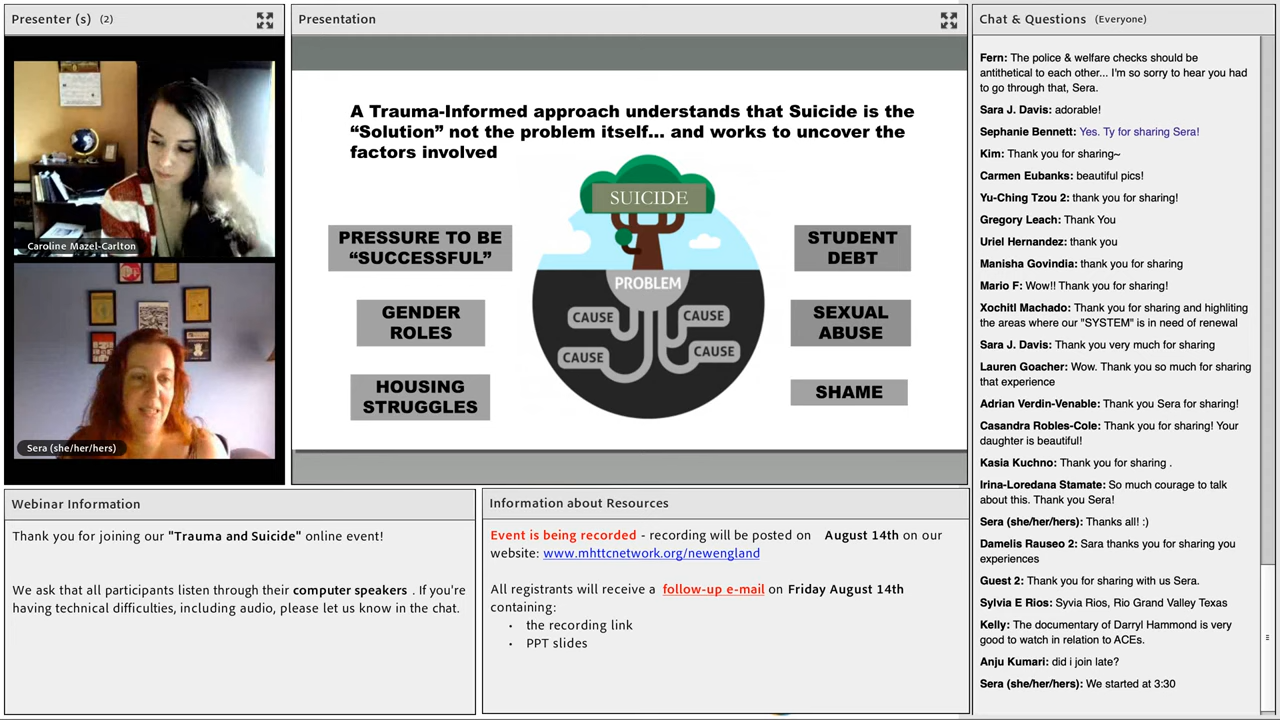 Presenter (s) (2)
Caroline Mazel-Carlton
Sera (she/her/hers)
Presentation
A Trauma-Informed approach understands that Suicide is the
“Solution” not the problem itself... and works to uncover the
factors involved
SUICIDE
PROBLEM
CAUSE
CAUSE
CAUSE
CAUSE
PRESSURE TO BE
“SUCCESSFUL”
GENDER
ROLES
HOUSING
STRUGGLES
STUDENT
DEBT
SEXUAL
ABUSE
SHAME
Webinar Information
Thank you for joining our "Trauma and Suicide" online event!
We ask that all participants listen through their computer speakers . If you're
having technical difficulties, including audio, please let us know in the chat.
Information about Resources
Event is being recorded - recording will be posted on August 14th on our
website: www.mhttcnetwork.org/newengland
All registrants will receive a follow-up e-mail on Friday August 14th
containing:
• the recording link
• PPT slides
Chat & Questions (Everyone)
Fern: The police & welfare checks should be
antithetical to each other... I'm so sorry to hear you had
to go through that, Sera.
Sara J. Davis: adorable!
Sephanie Bennett: Yes. Ty for sharing Sera!
Kim: Thank you for sharing~
Carmen Eubanks: beautiful pics!
Yu-Ching Tzou 2: thank you for sharing!
Gregory Leach: Thank You
Uriel Hernandez: thank you
Manisha Govindia: thank you for sharing
Mario F: Wow!! Thank you for sharing!
Xochitl Machado: Thank you for sharing and highliting
the areas where our "SYSTEM" is in need of renewal
Sara J. Davis: Thank you very much for sharing
Lauren Goacher: Wow. Thank you so much for sharing
that experience
Adrian Verdin-Venable: Thank you Sera for sharing!
Casandra Robles-Cole: Thank you for sharing! Your
daughter is beautiful!
Kasia Kuchno: Thank you for sharing .
Irina-Loredana Stamate: So much courage to talk
about this. Thank you Sera!
Sera (she/her/hers): Thanks all! :)
Damelis Rauseo 2: Sara thanks you for sharing you
experiences
Guest 2: Thank you for sharing with us Sera.
Sylvia E Rios: Syvia Rios, Rio Grand Valley Texas
Kelly: The documentary of Darryl Hammond is very
good to watch in relation to ACEs.
Anju Kumari: did i join late?
Sera (she/her/hers): We started at 3:30